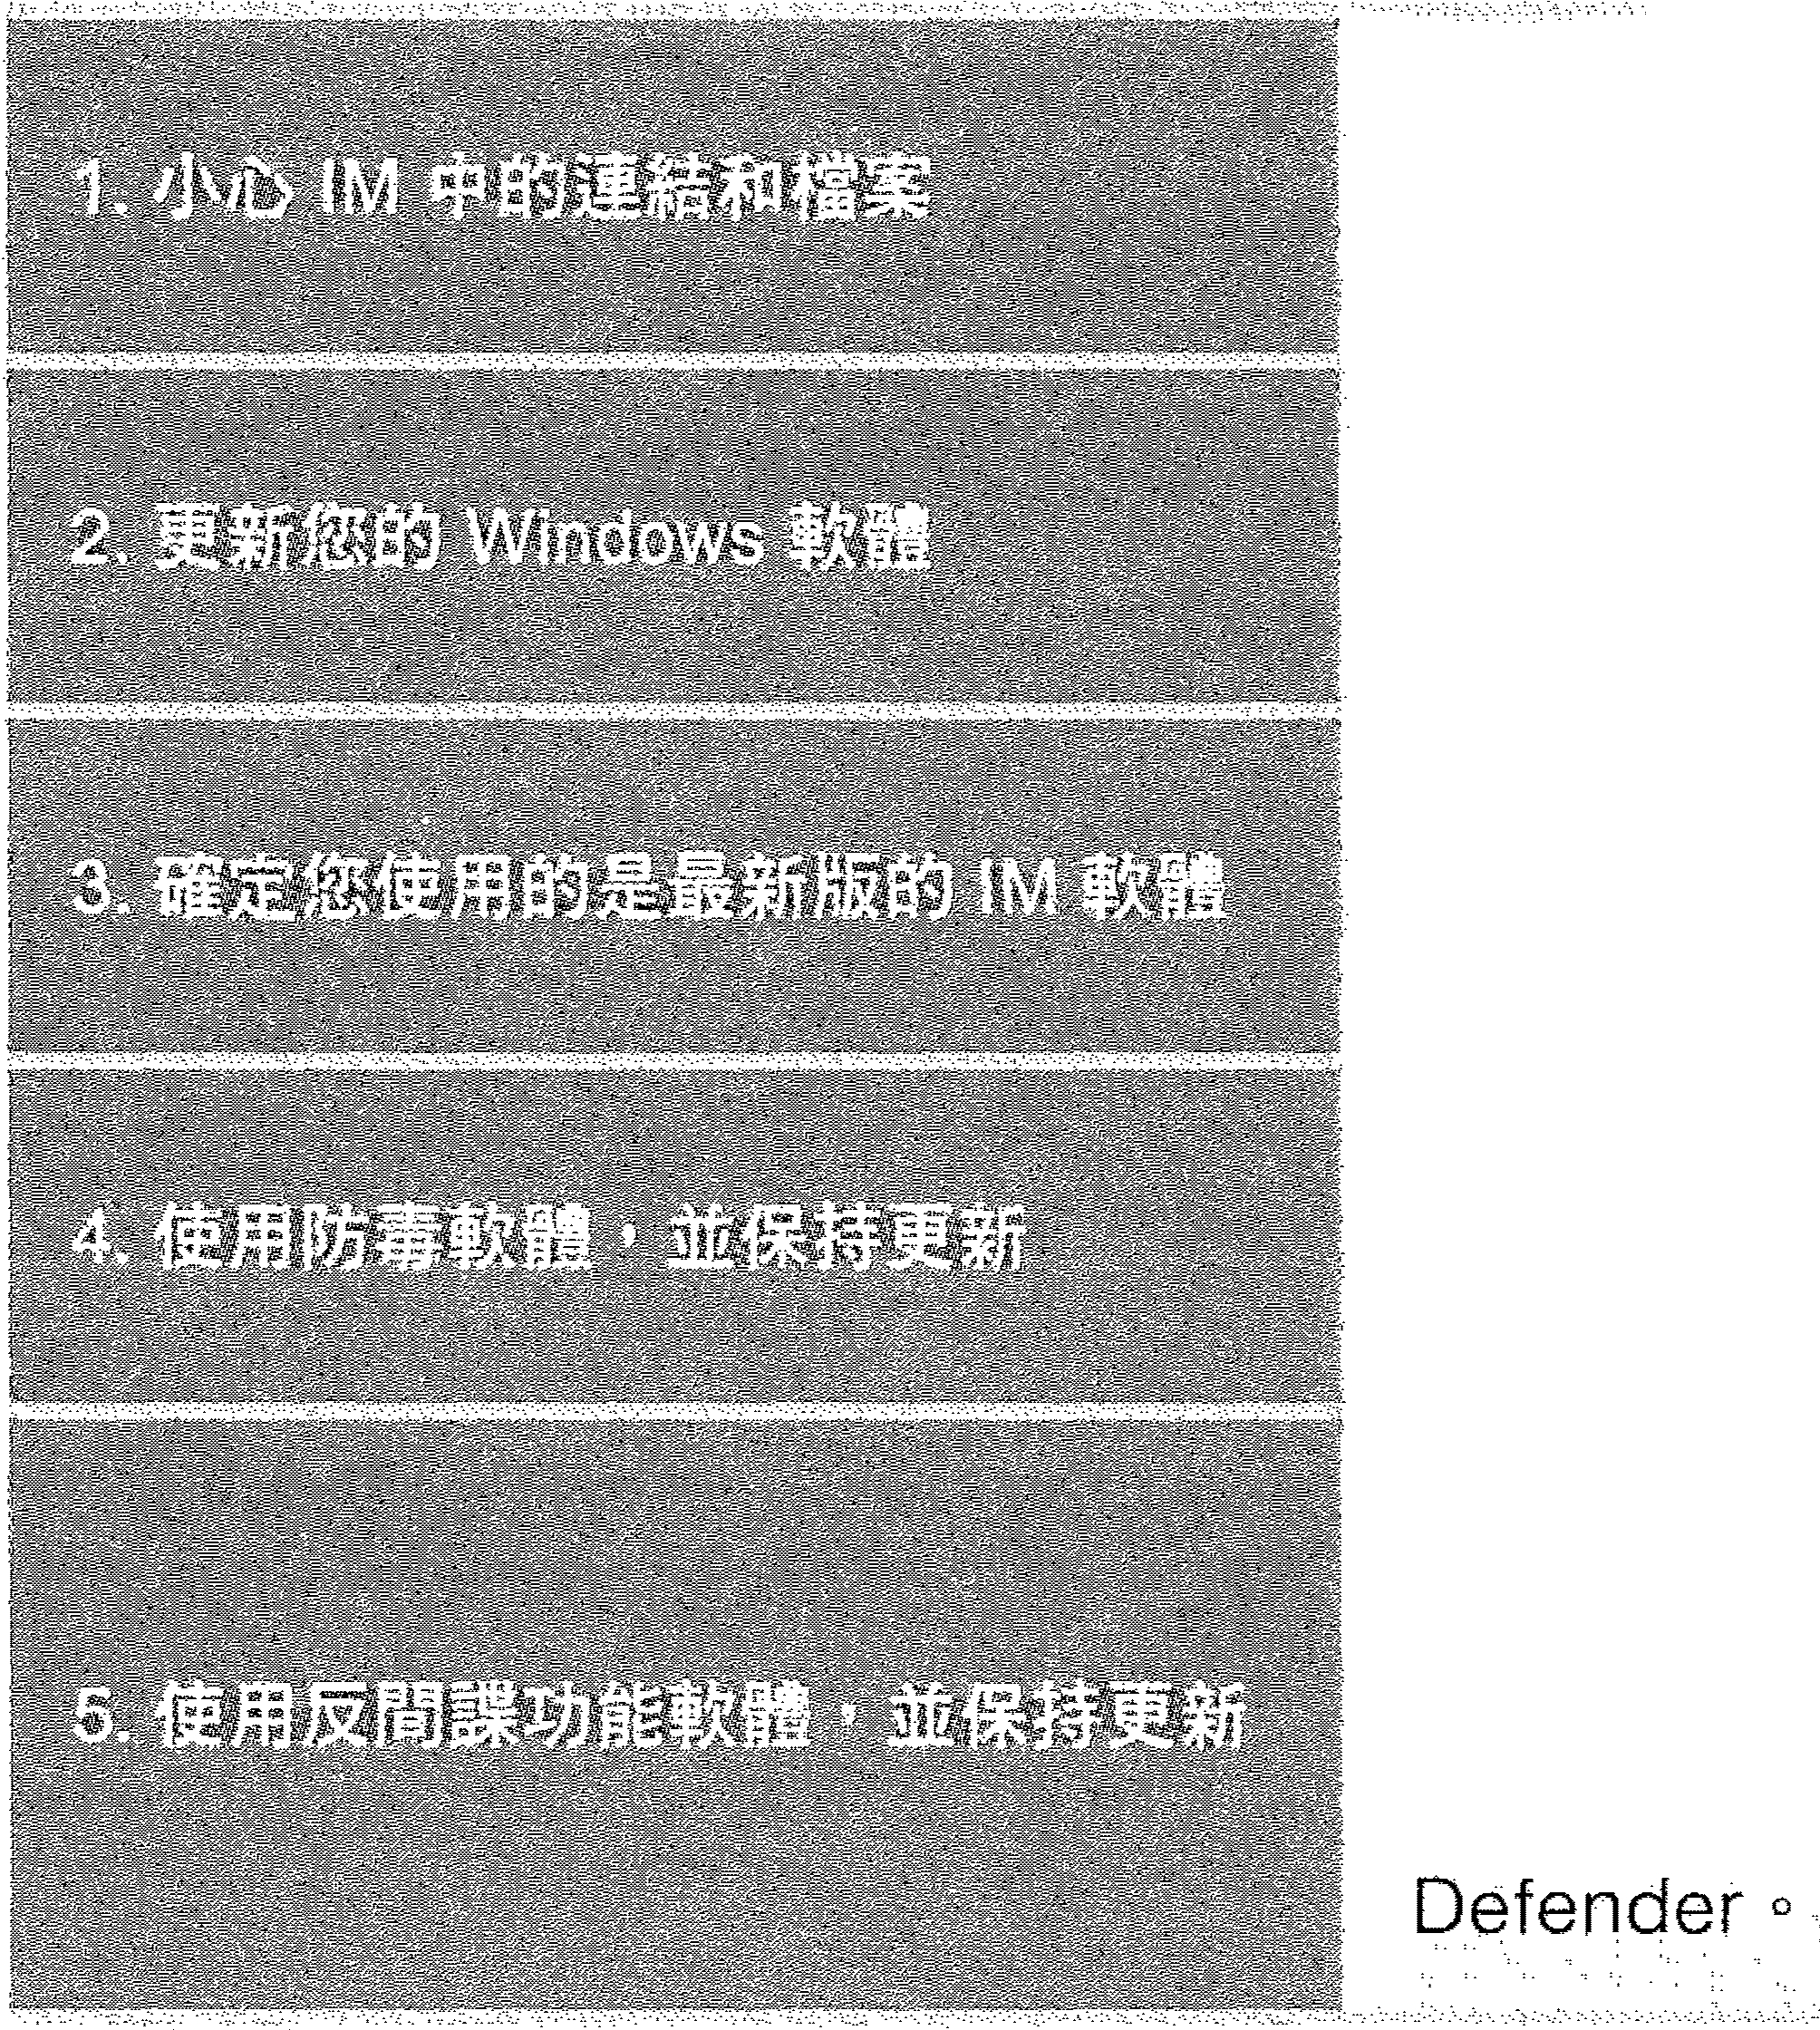 1. 小心 IM 中的連結和檔案
2. 更新您的 Windows 軟體
3. 確定您使用的是最新版的 IM 軟體
4. 使用防毒軟體，並保持更新
5. 使用反間諜功能軟體，並保持更新
Defender。